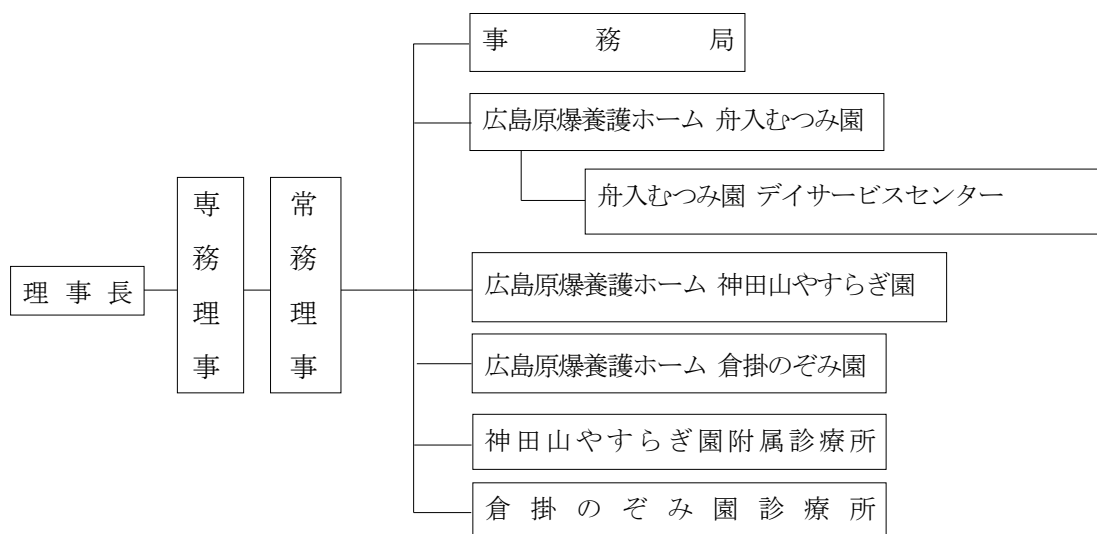 理事長
専務理事
常務理事
事務局
広島原爆養護ホーム 舟入むつみ園
舟入むつみ園 デイサービスセンター
広島原爆養護ホーム 神田山やすらぎ園
広島原爆養護ホーム 倉掛のぞみ園
神田山やすらぎ園附属診療所
倉掛のぞみ園診療所